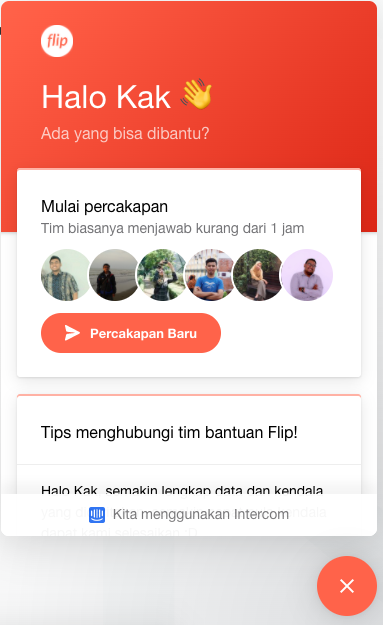 flip
Halo Kak 👋
Ada yang bisa dibantu?
Mulai percakapan
Tim biasanya menjawab kurang dari 1 jam
Percakapan Baru
Tips menghubungi tim bantuan Flip!
Halo Kak, semakin lengkap data dan kendala
Kita menggunakan Intercom